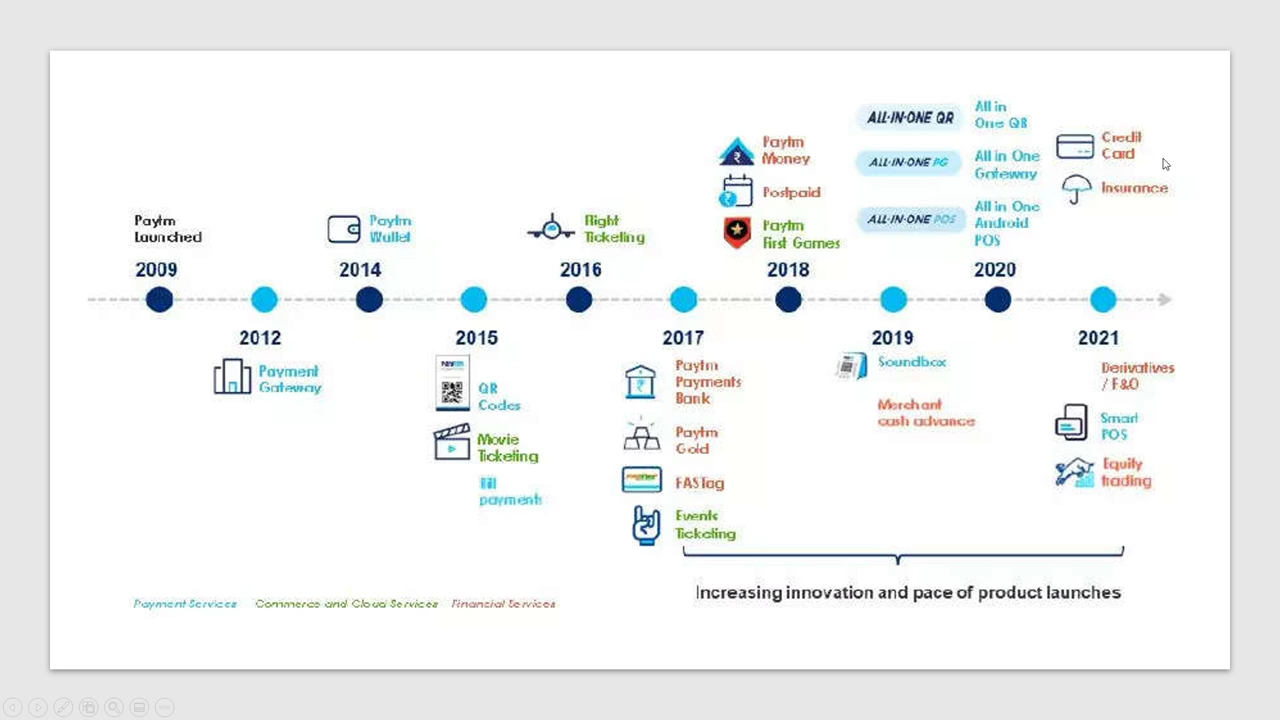 ALL-IN-ONE QR
All in
One QR
ALL-IN-ONE PG
All in One
Gateway
ALL-IN-ONE POS
All in One
Android
POS
Credit
Card
Insurance
Paytm
Money
Postpaid
Paytm
First Games
Paytm
Launched
Paytm
Wallet
Flight
Ticketing
2009
2014
2016
2018
2020
2012
2015
2017
2019
2021
Payment
Gateway
QR
Codes
Movie
Ticketing
Bill
payments
Paytm
Payments
Bank
Paytm
Gold
FASTag
Events
Ticketing
Soundbox
Merchant
cash advance
Derivatives
/ F&O
Smart
POS
Equity
trading
Increasing innovation and pace of product launches
Payment Services Commerce and Cloud Services Financial Services